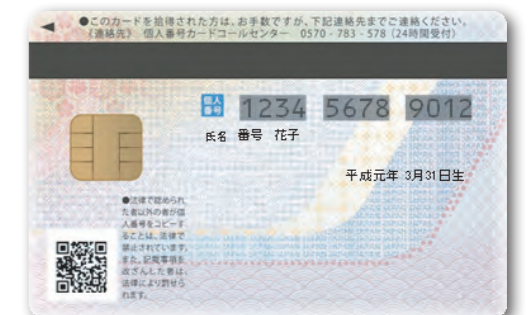 ●このカードを拾得された方は、お手数ですが、下記連絡先までご連絡ください。
《連絡先》 個人番号カードコールセンター 0570-783-578（24時間受付）
個人番号 1234 5678 9012
氏名 番号 花子
平成元年 3月31日生
●法律で認められ
た者以外の者が個
人番号をコピーす
ることは、法律で
禁止されています。
また、記載事項を
改ざんした者は、
法律により罰せら
れます。